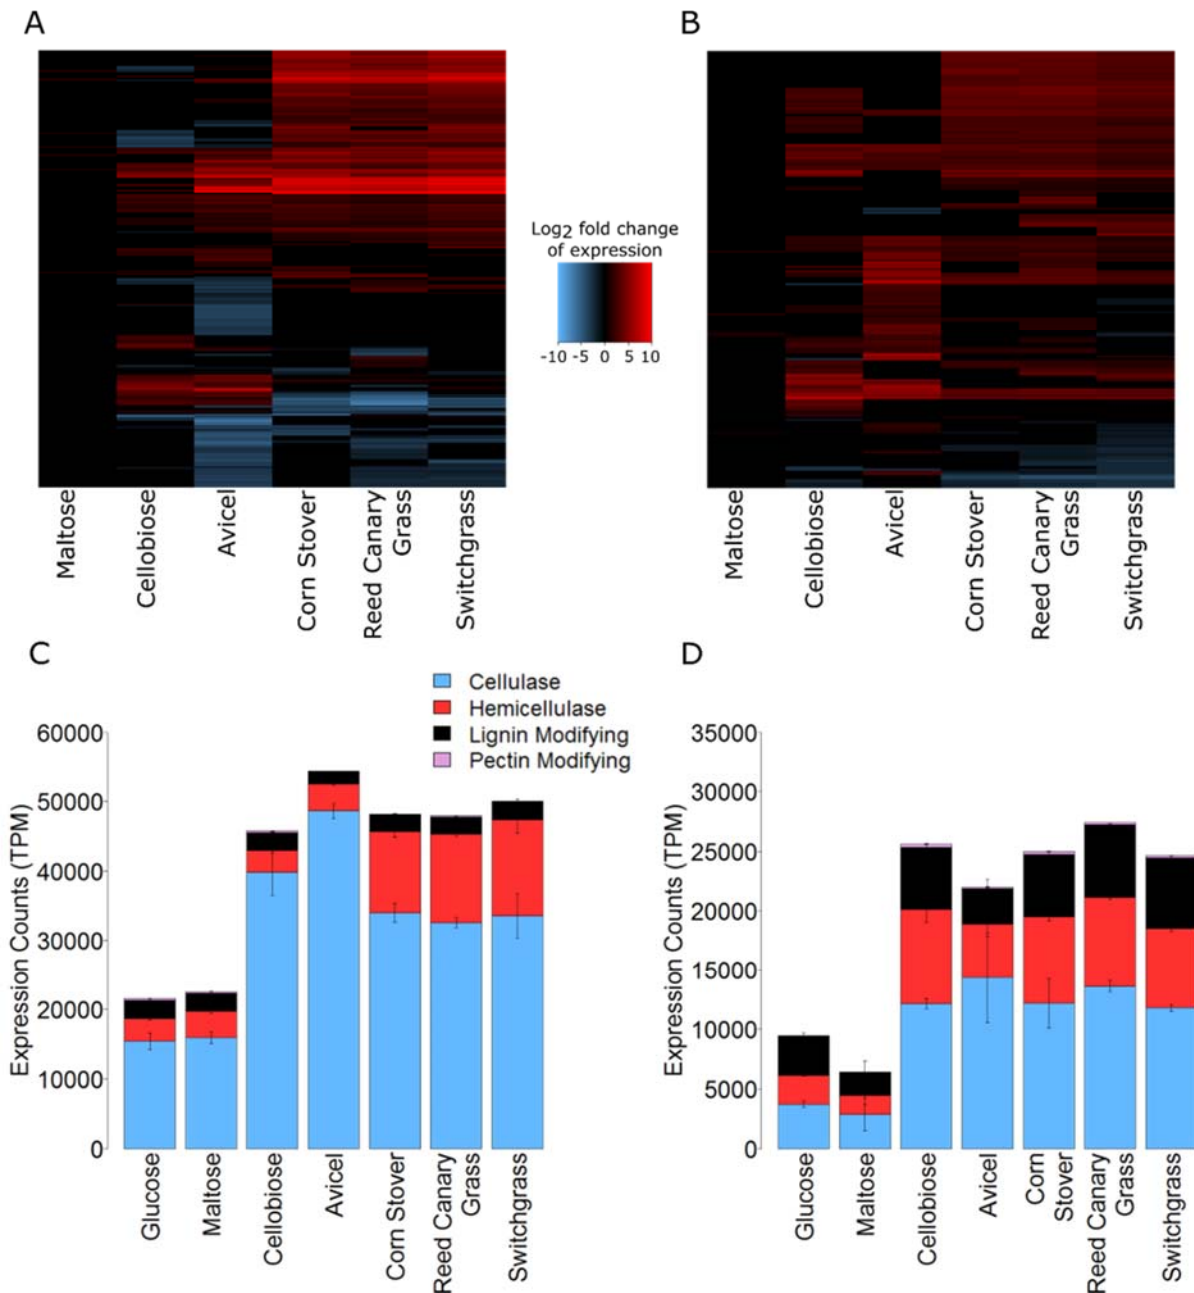 A
B
Log2 fold change
of expression
-10 -5 0 5 10
Maltose
Cellobiose
Avicel
Corn Stover
Reed Canary
Grass
Switchgrass
Maltose
Cellobiose
Avicel
Corn Stover
Reed Canary
Grass
Switchgrass
C
D
Cellulase
Hemicellulase
Lignin Modifying
Pectin Modifying
Expression Counts (TPM)
60000
50000
40000
30000
20000
10000
0
Glucose
Maltose
Cellobiose
Avicel
Corn Stover
Reed Canary
Grass
Switchgrass
Expression Counts (TPM)
35000
30000
25000
20000
15000
10000
5000
0
Glucose
Maltose
Cellobiose
Avicel
Corn
Stover
Reed Canary
Grass
Switchgrass